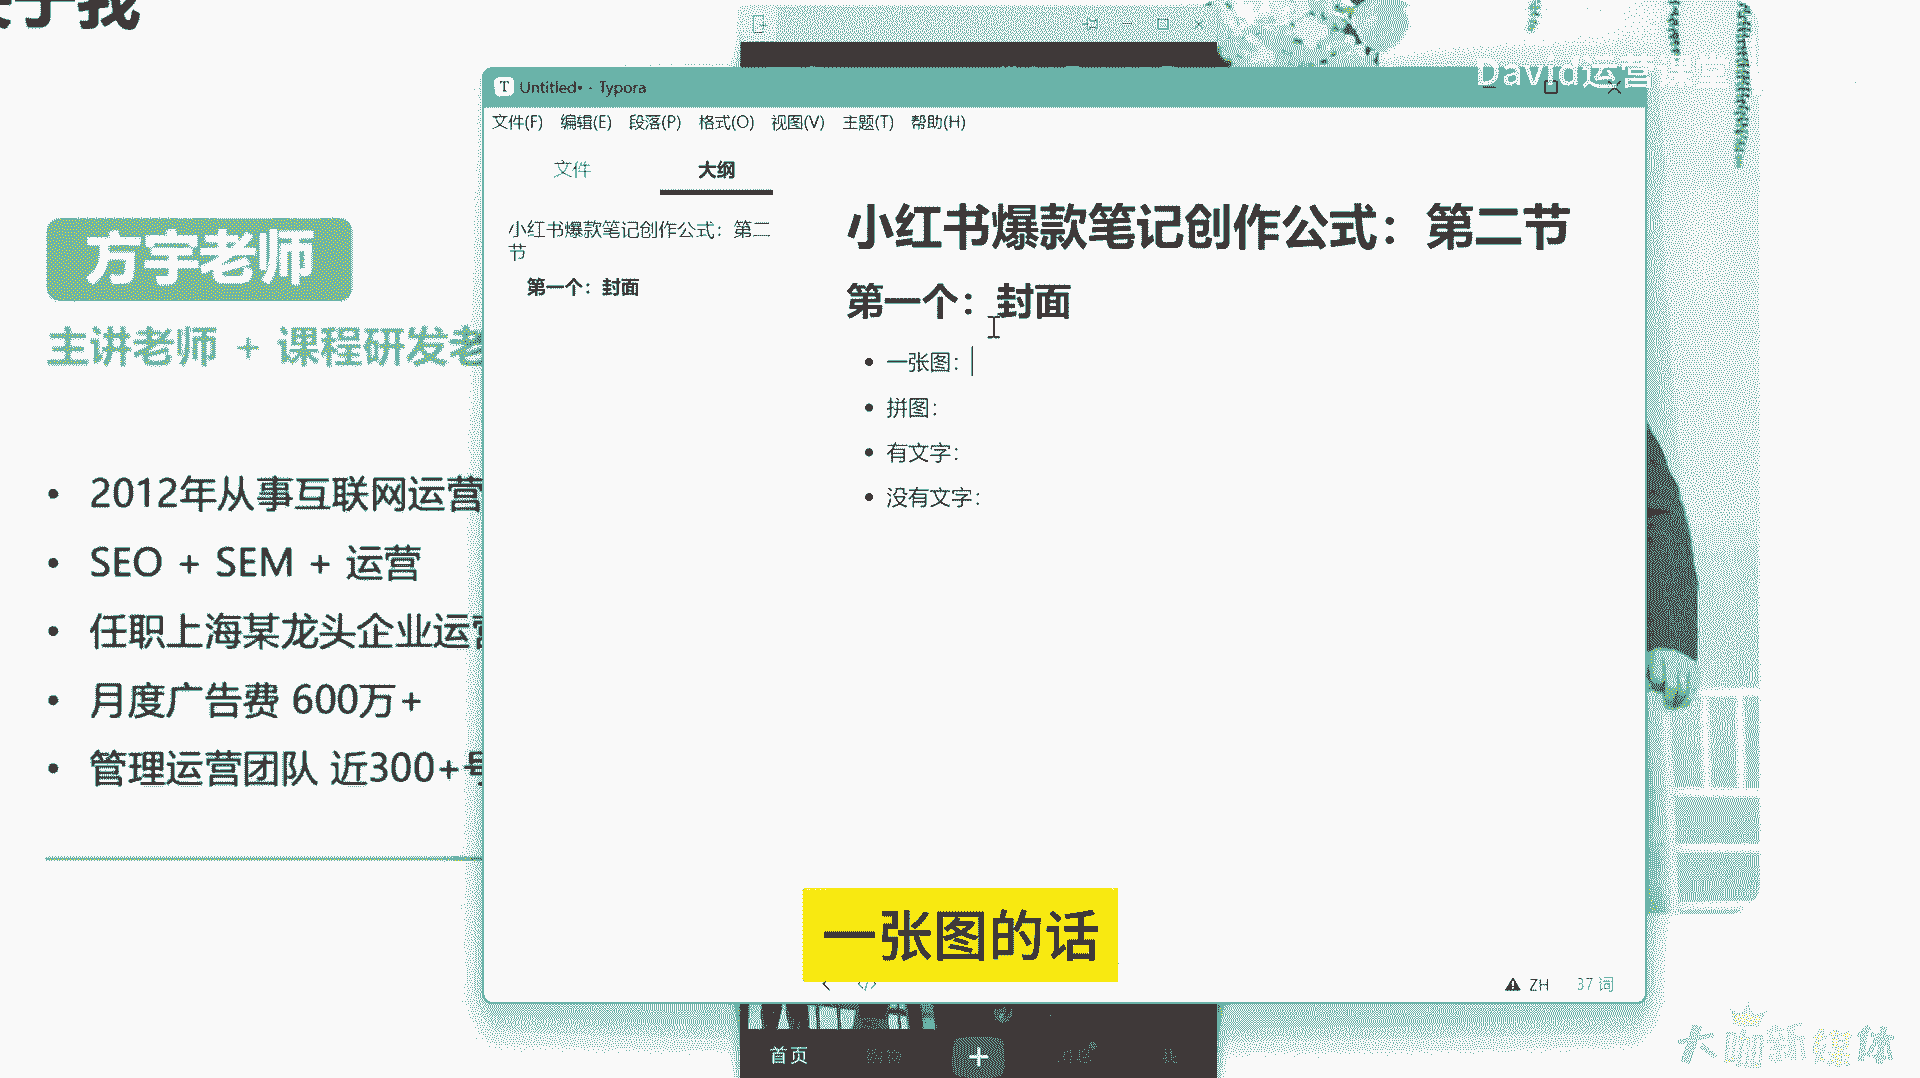 David运营课堂
Untitled• - Typora
文件(F) 编辑(E) 段落(P) 格式(O) 视图(V) 主题(T) 帮助(H)
文件 大纲
小红书爆款笔记创作公式：第二
节
第一个：封面
小红书爆款笔记创作公式：第二节
第一个：封面
一张图：
拼图：
有文字：
没有文字：
方宇老师
主讲老师 + 课程研发老
2012年从事互联网运营
SEO + SEM + 运营
任职上海某龙头企业运营
月度广告费 600万+
管理运营团队 近300+号
一张图的话
ZH 37 词
首页
大咖新媒体